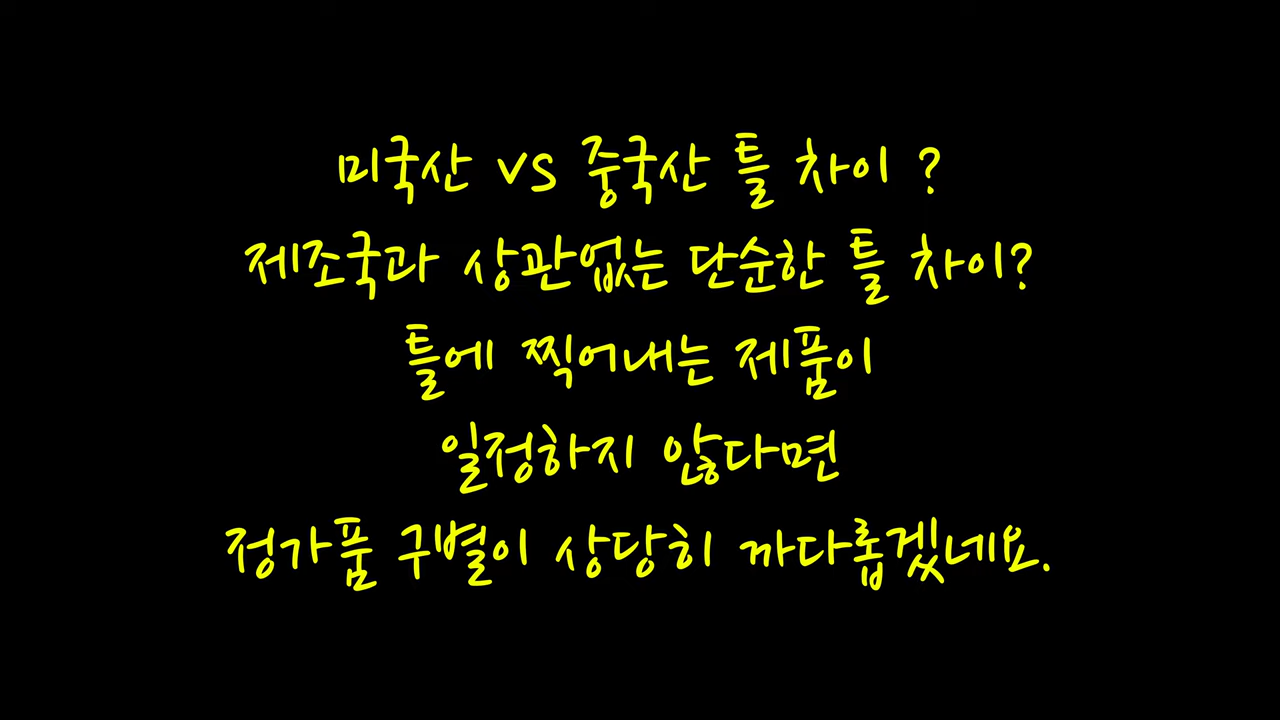 미국산 vs 중국산 틀 차이 ?
제조국과 상관없는 단순한 틀 차이?
틀에 찍어내는 제품이
일정하지 않다면
정가품 구별이 상당히 까다롭겠네요.